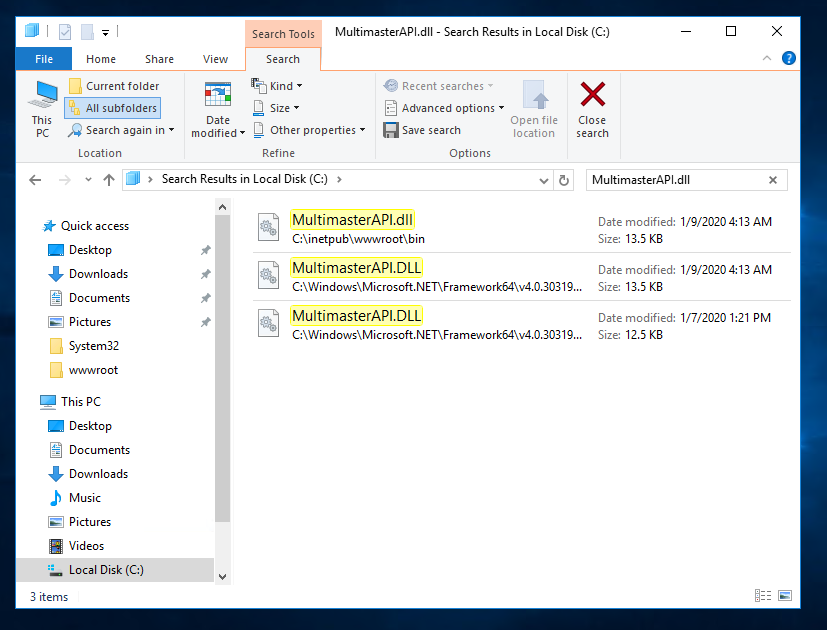 Search Tools
MultimasterAPI.dll - Search Results in Local Disk (C:)
File
Home
Share
View
Search
This PC
Current folder
All subfolders
Search again in
Location
Date modified
Kind
Size
Other properties
Refine
Recent searches
Advanced options
Save search
Open file location
Options
Close search
Search Results in Local Disk (C:)
MultimasterAPI.dll
Quick access
Desktop
Downloads
Documents
Pictures
System32
wwwroot
This PC
Desktop
Documents
Downloads
Music
Pictures
Videos
Local Disk (C:)
MultimasterAPI.dll
C:\inetpub\wwwroot\bin
Date modified: 1/9/2020 4:13 AM
Size: 13.5 KB
MultimasterAPI.DLL
C:\Windows\Microsoft.NET\Framework64\v4.0.30319...
Date modified: 1/9/2020 4:13 AM
Size: 13.5 KB
MultimasterAPI.DLL
C:\Windows\Microsoft.NET\Framework64\v4.0.30319...
Date modified: 1/7/2020 1:21 PM
Size: 12.5 KB
3 items